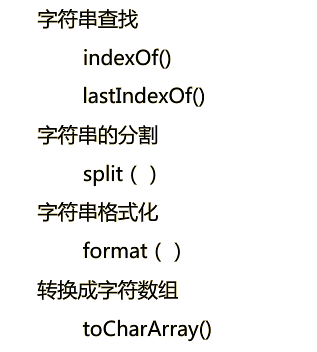 字符串查找
indexOf()
lastIndexOf()
字符串的分割
split（ ）
字符串格式化
format（ ）
转换成字符数组
toCharArray()